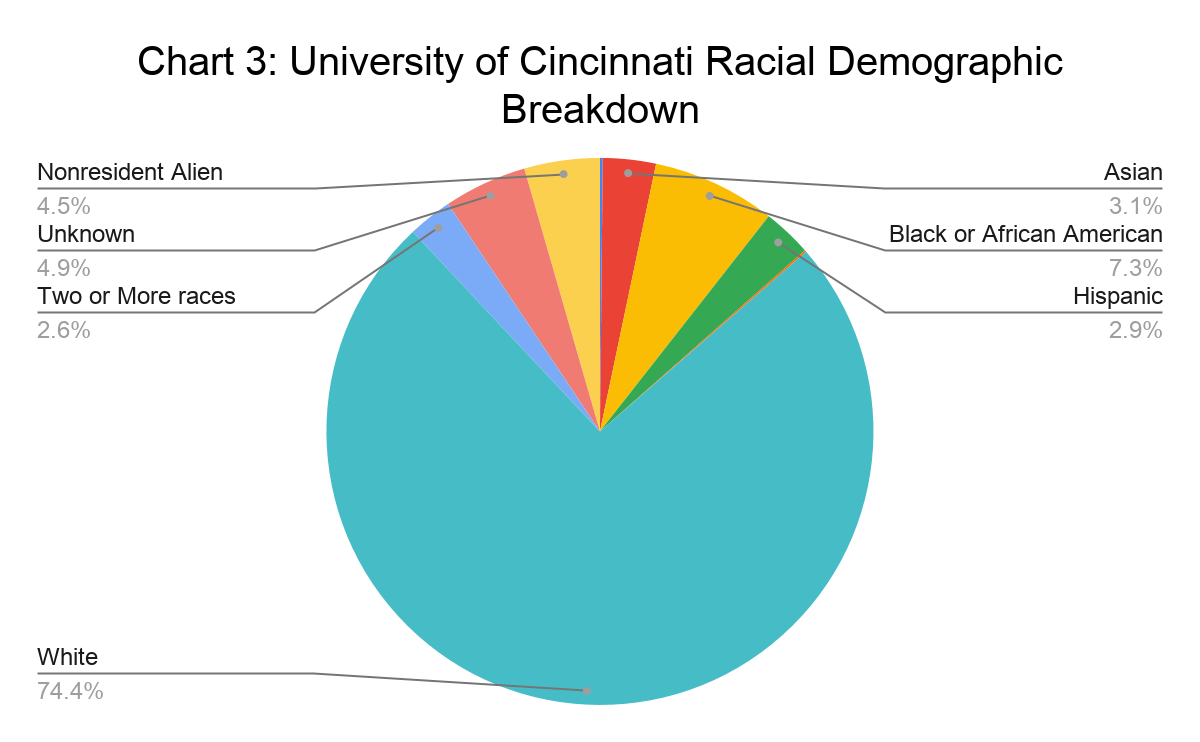 Chart 3: University of Cincinnati Racial Demographic
Breakdown
Nonresident Alien
4.5%
Unknown
4.9%
Two or More races
2.6%
White
74.4%
Asian
3.1%
Black or African American
7.3%
Hispanic
2.9%